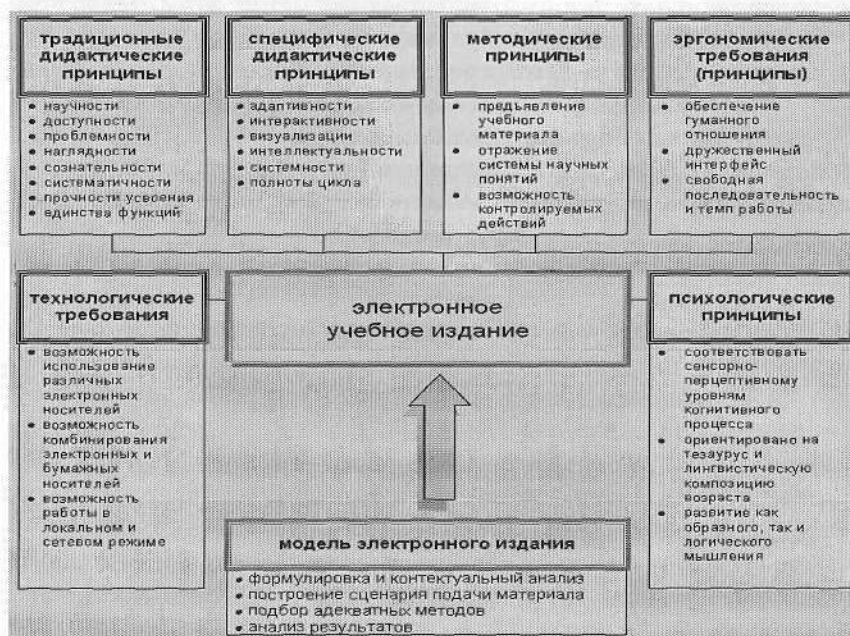 традиционные
дидактические
принципы
• научности
• доступности
• проблемности
• наглядности
• сознательности
• систематичности
• прочности усвоения
• единства функций
специфические
дидактические
принципы
• адаптивности
• интерактивности
• визуализации
• интеллектуальности
• системности
• полноты цикла
методические
принципы
• предъявление
учебного
материала
• отражение
системы научных
понятий
• возможность
контролируемых
действий
эргономические
требования
(принципы)
• обеспечение
гуманного
отношения
• дружественный
интерфейс
• свободная
последовательность
и темп работы
технологические
требования
• возможность
использование
различных
электронных
носителей
• возможность
комбинирования
электронных и
бумажных
носителей
• возможность
работы в
локальном и
сетевом режиме
электронное
учебное издание
психологические
принципы
• соответствовать
сенсорно-
перцептивному
уровням
когнитивного
процесса
• ориентировано на
тезаурус и
лингвистическую
композицию
возраста
• развитие как
образного, так и
логического
мышления
модель электронного издания
• формулировка и контектуальный анализ
• построение сценария подачи материала
• подбор адекватных методов
• анализ результатов